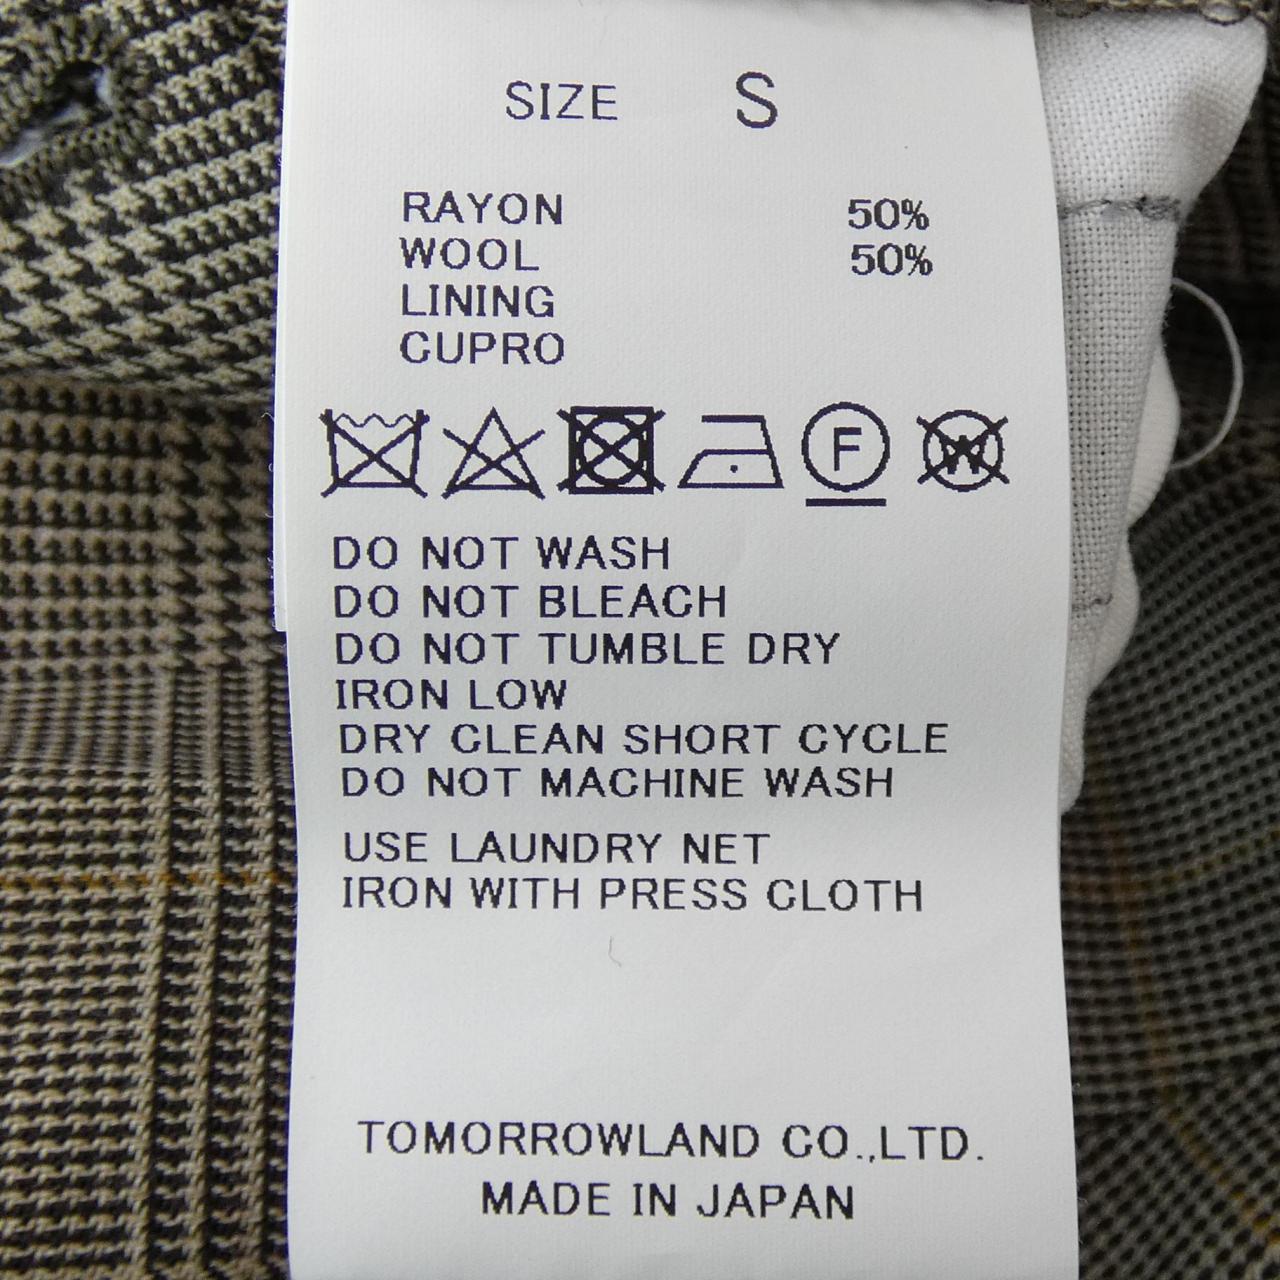 SIZE S
RAYON 50%
WOOL 50%
LINING
CUPRO
F
W
DO NOT WASH
DO NOT BLEACH
DO NOT TUMBLE DRY
IRON LOW
DRY CLEAN SHORT CYCLE
DO NOT MACHINE WASH
USE LAUNDRY NET
IRON WITH PRESS CLOTH
TOMORROWLAND CO.,LTD.
MADE IN JAPAN